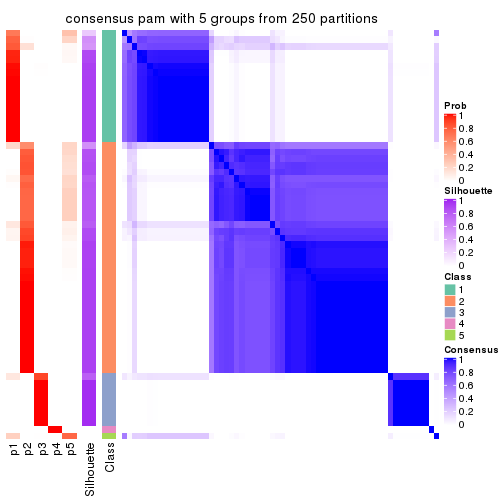 consensus pam with 5 groups from 250 partitions
Prob
1
0.8
0.6
0.4
0.2
0
Silhouette
1
0.8
0.6
0.4
0.2
0
Class
1
2
3
4
5
Consensus
1
0.8
0.6
0.4
0.2
0
p1
p2
p3
p4
p5
Silhouette
Class